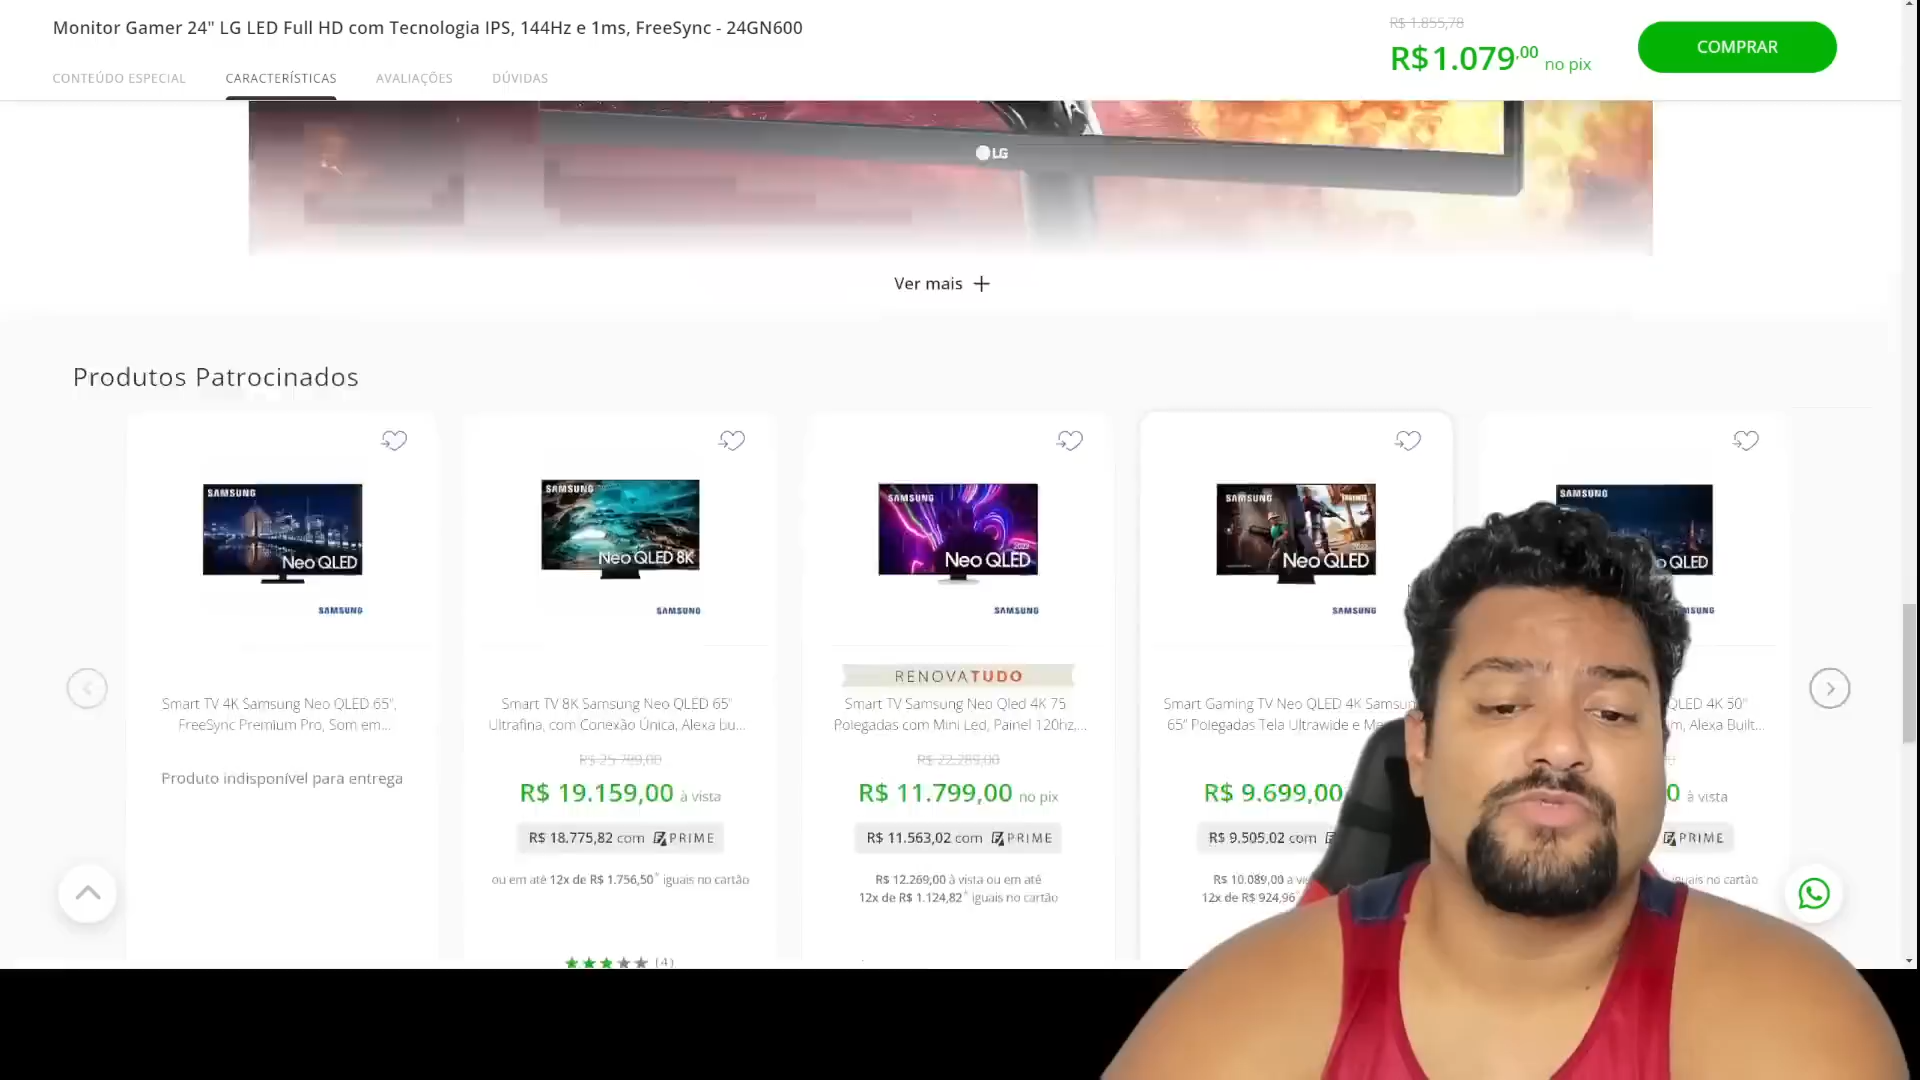 Monitor Gamer 24" LG LED Full HD com Tecnologia IPS, 144Hz e 1ms, FreeSync - 24GN600
R$ 1.855,78
R$1.079,00 no pix
COMPRAR
CONTEÚDO ESPECIAL
CARACTERÍSTICAS
AVALIAÇÕES
DÚVIDAS
LG
Ver mais
Produtos Patrocinados
SAMSUNG
Neo QLED
SAMSUNG
Smart TV 4K Samsung Neo QLED 65",
FreeSync Premium Pro, Som em...
Produto indisponível para entrega
SAMSUNG
Neo QLED 8K
SAMSUNG
Smart TV 8K Samsung Neo QLED 65"
Ultrafina, com Conexão Única, Alexa bu...
R$ 25.789,00
R$ 19.159,00 à vista
R$ 18.775,82 com PRIME
ou em até 12x de R$ 1.756,50* iguais no cartão
(4)
SAMSUNG
Neo QLED
SAMSUNG
RENOVATUDO
Smart TV Samsung Neo Qled 4K 75
Polegadas com Mini Led, Painel 120hz,...
R$ 22.289,00
R$ 11.799,00 no pix
R$ 11.563,02 com PRIME
R$ 12.269,00 à vista ou em até
12x de R$ 1.124,82* iguais no cartão
SAMSUNG
Neo QLED
SAMSUNG
Smart Gaming TV Neo QLED 4K Samsu
65" Polegadas Tela Ultrawide e Me
R$ 9.699,00
R$ 9.505,02 com
R$ 10.089,00 a vi
12x de R$ 924,96*
SAMSUNG
o QLED
MSUNG
QLED 4K 50"
m, Alexa Built...
0 à vista
PRIME
iguais no cartão